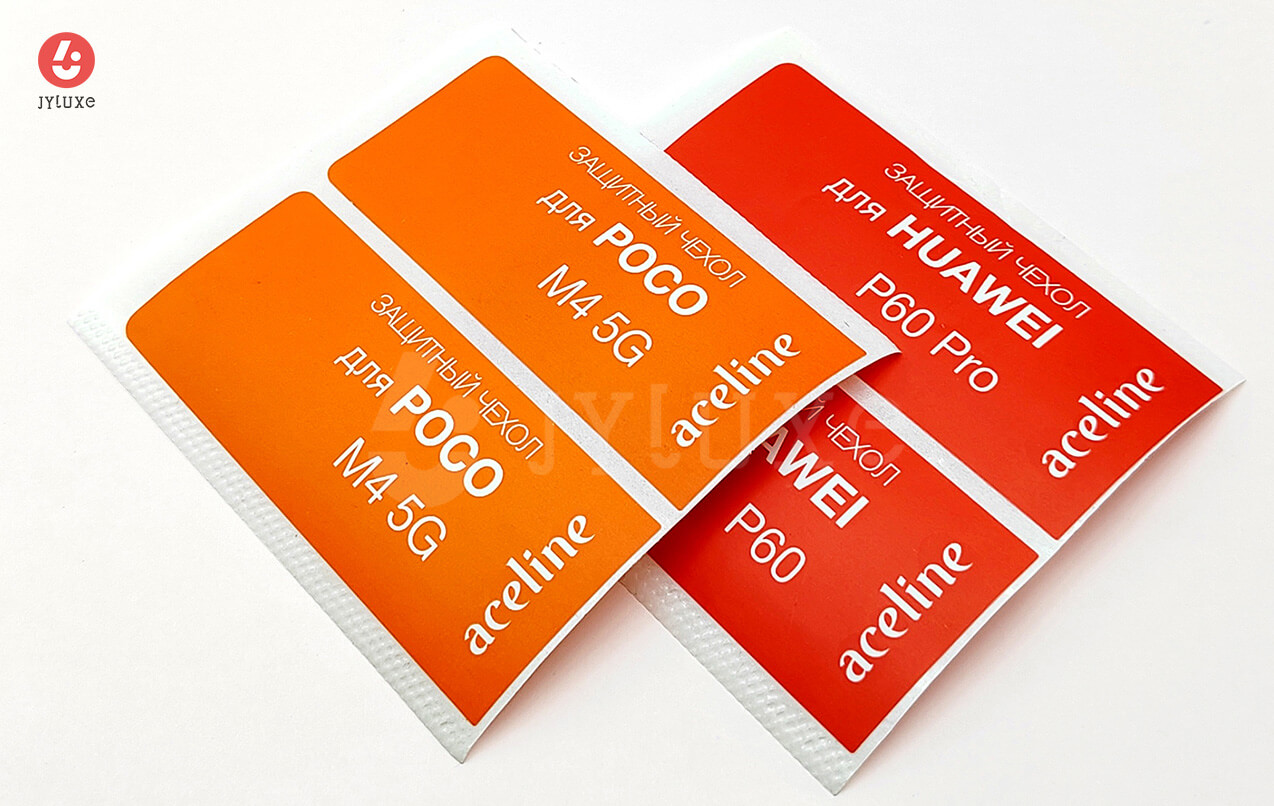 JYLUXE
ЗАЩИТНЫЙ ЧЕХОЛ
для POCO
M4 5G
aceline
ЗАЩИТНЫЙ ЧЕХОЛ
для POCO
M4 5G
aceline
ЗАЩИТНЫЙ ЧЕХОЛ
для HUAWEI
P60 Pro
aceline
ЧЕХОЛ
P60
aceline
JYLUXE